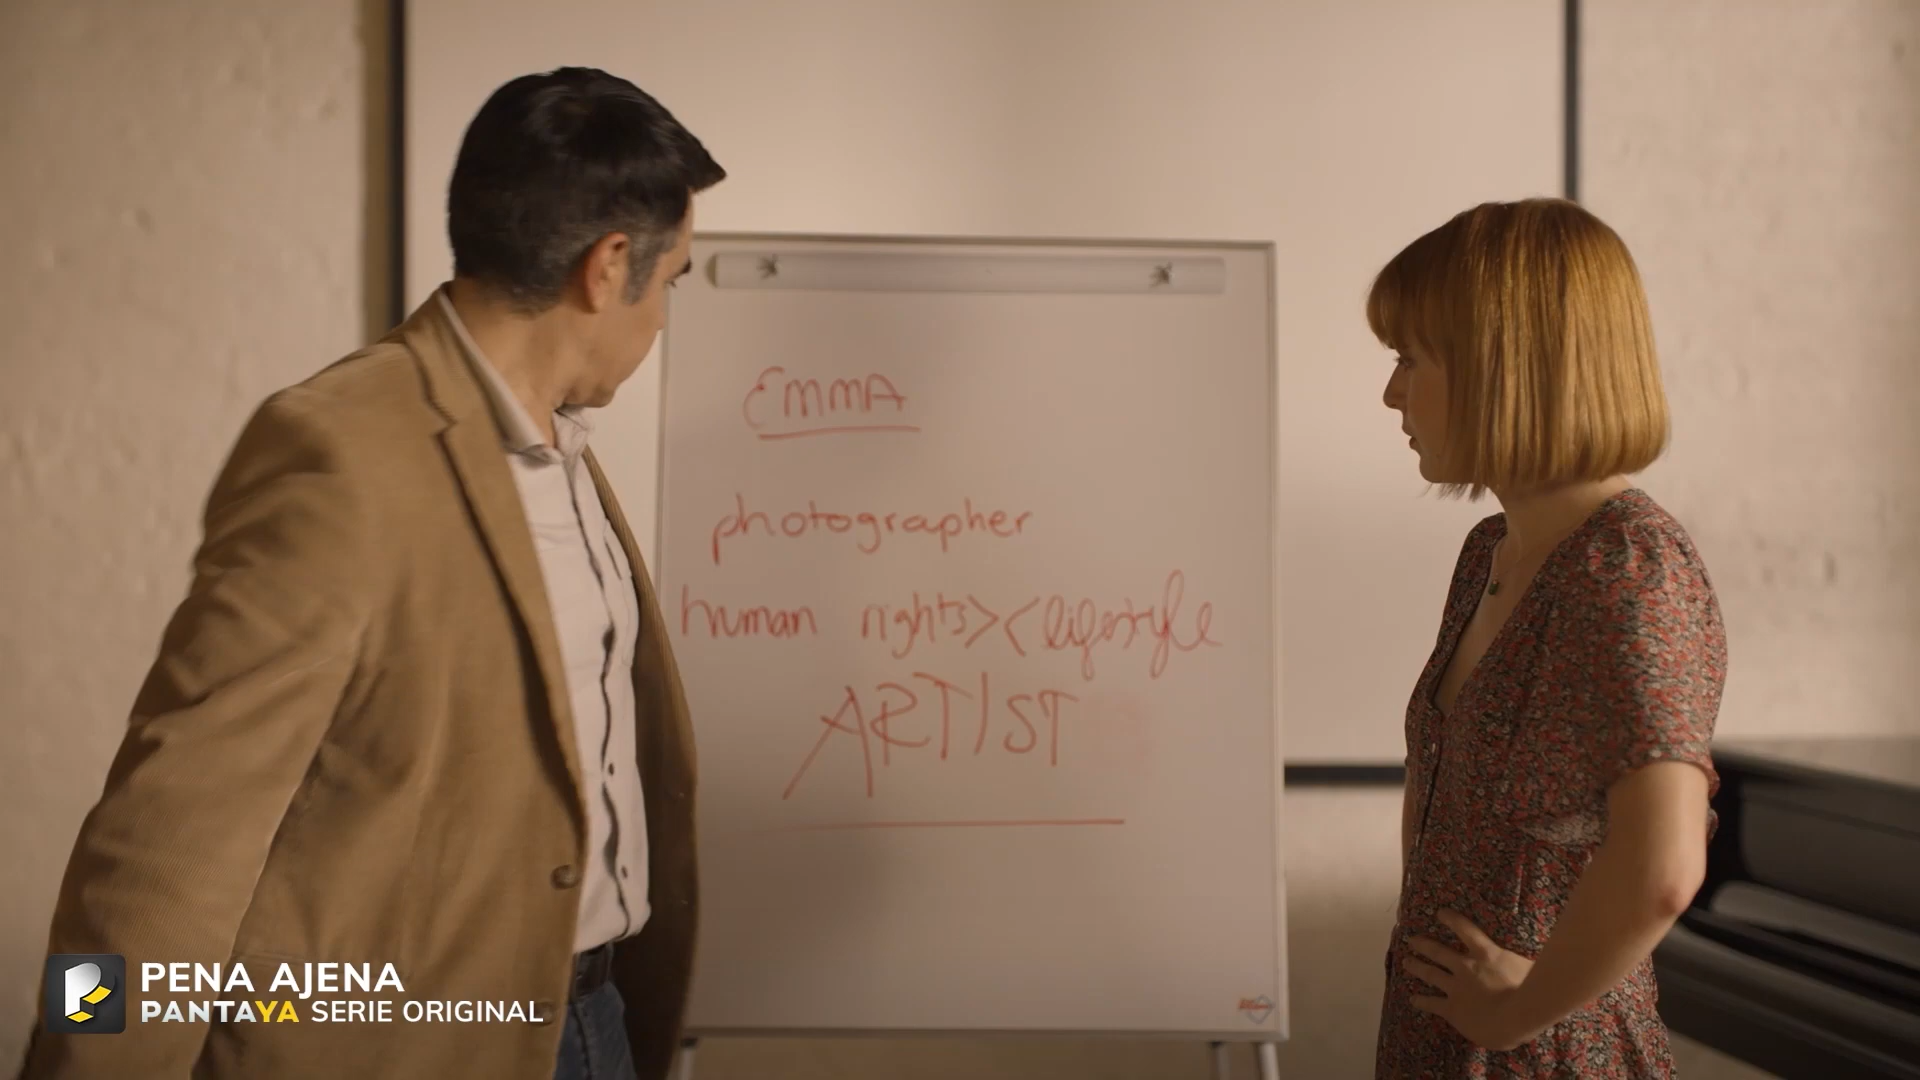 EMMA
photographer
human rights><lifestyle
ARTIST
PENA AJENA
PANTAYA SERIE ORIGINAL